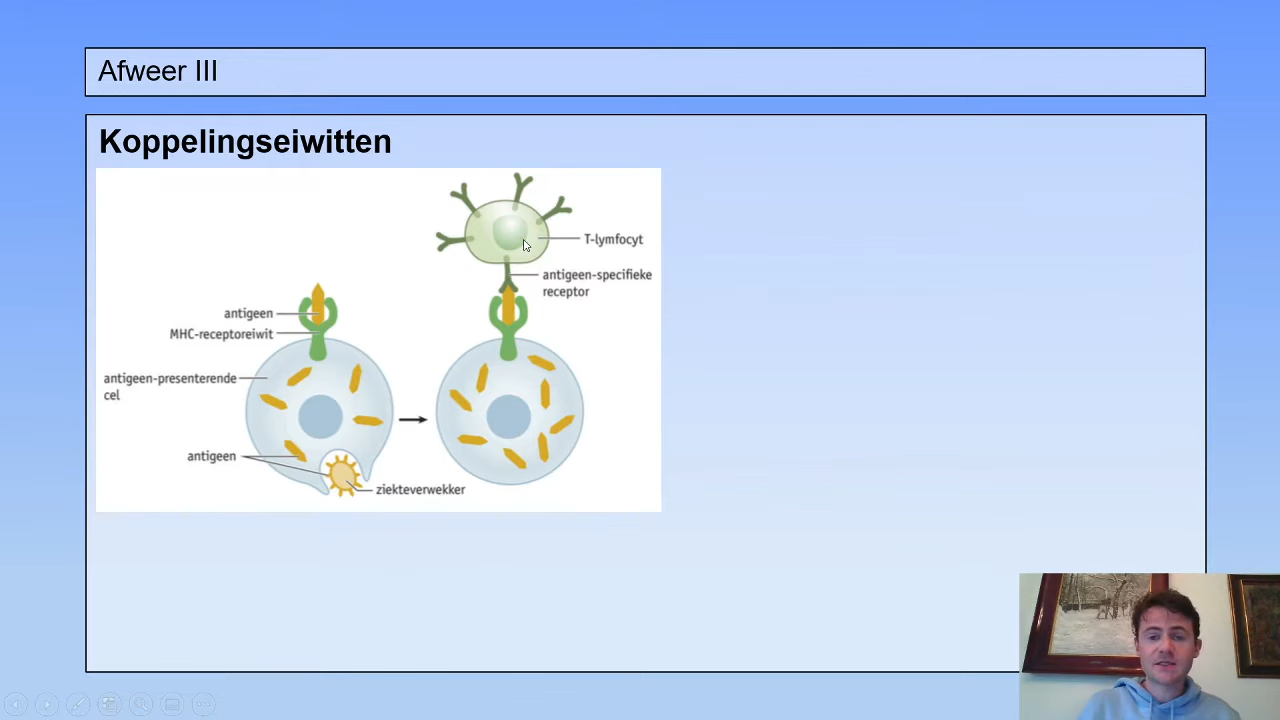 Afweer III
Koppelingseiwitten
T-lymfocyt
antigeen-specifieke
receptor
antigeen
MHC-receptoreiwit
antigeen-presenterende
cel
antigeen
ziekteverwekker